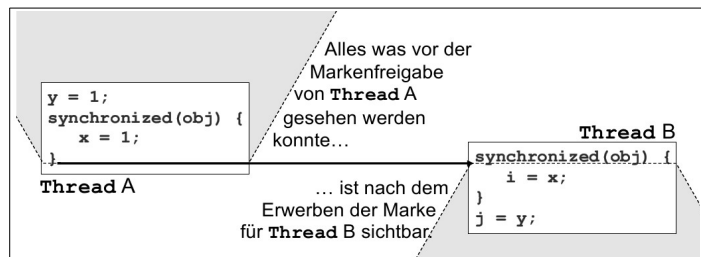 Alles was vor der
Markenfreigabe
von Thread A
gesehen werden
konnte…
y = 1;
synchronized(obj) {
x = 1;
}
Thread A
Thread B
synchronized(obj) {
i = x;
}
j = y;
… ist nach dem
Erwerben der Marke
für Thread B sichtbar.